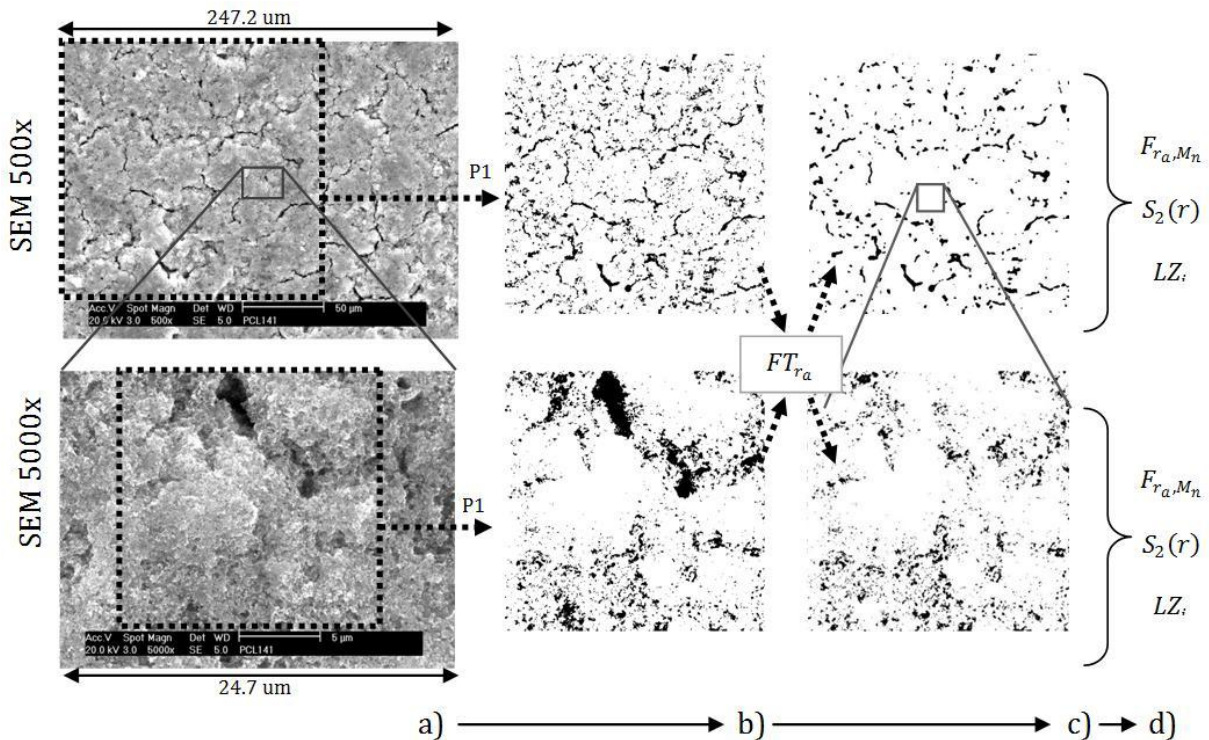 247.2 um
SEM 500x
P1
Acc.V Spot Magn Det WD 50 µm
20.0 kV 3.0 500x SE 5.0 PCL141
F_{r_a,M_n}
S_2(r)
LZ_i
FT_{r_a}
SEM 5000x
P1
Acc.V Spot Magn Det WD 5 µm
20.0 kV 3.0 5000x SE 5.0 PCL141
F_{r_a,M_n}
S_2(r)
LZ_i
24.7 um
a) b) c) d)